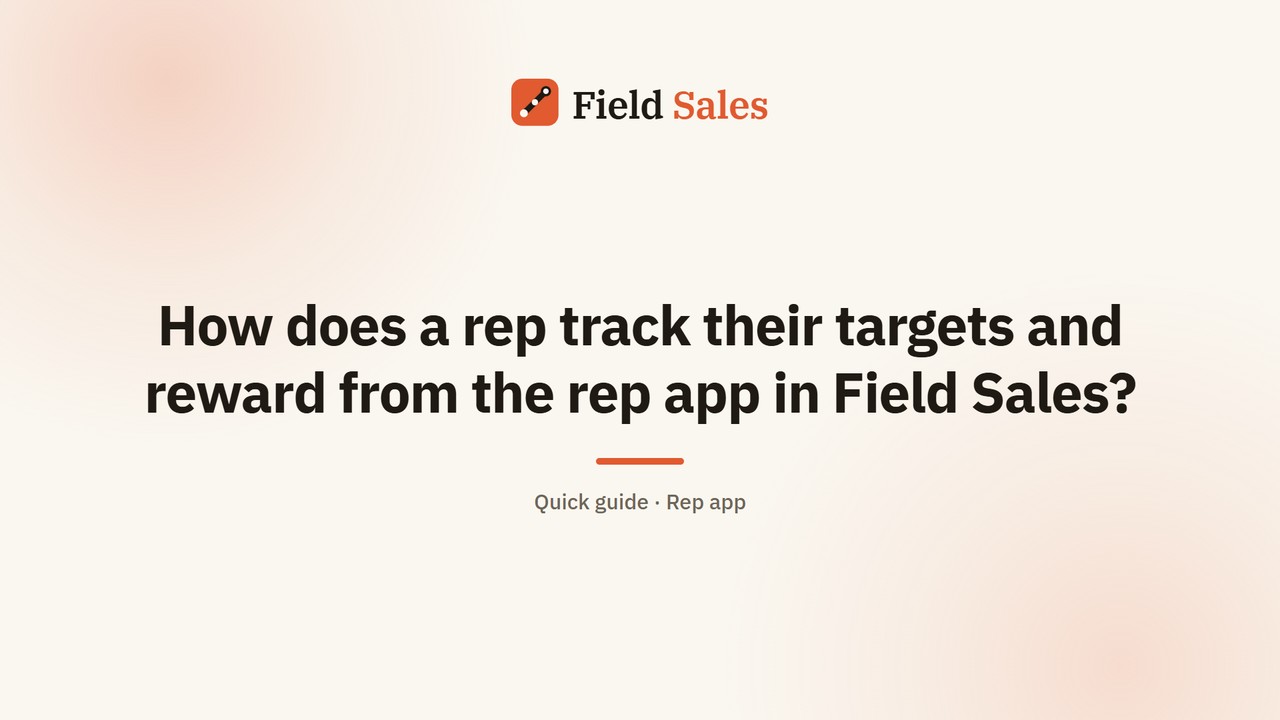 Field Sales
How does a rep track their targets and
reward from the rep app in Field Sales?
Quick guide · Rep app